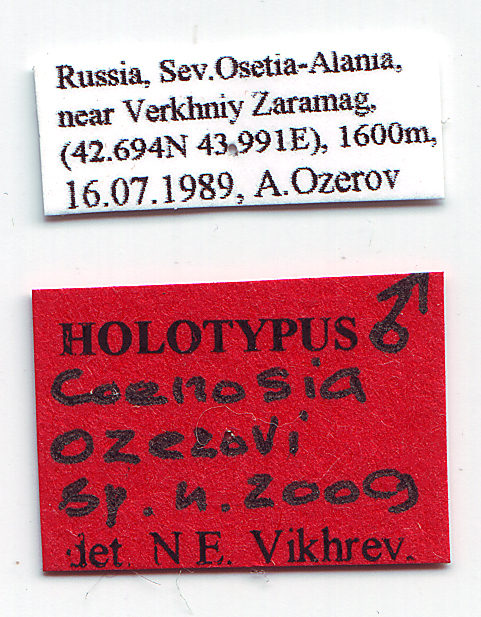 Russia, Sev.Osetia-Alania,
near Verkhniy Zaramag,
(42.694N 43.991E), 1600m,
16.07.1989, A.Ozerov
HOLOTYPUS ♂
Coenosia
ozerovi
sp. n. 2009
det. N E. Vikhrev.